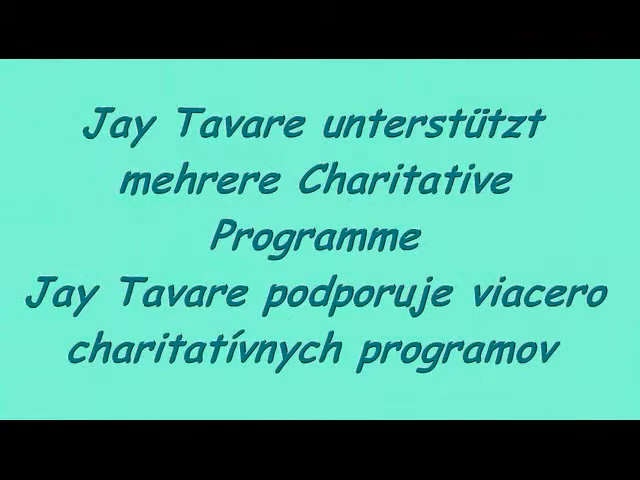 Jay Tavare unterstützt
mehrere Charitative
Programme
Jay Tavare podporuje viacero
charitatívnych programov